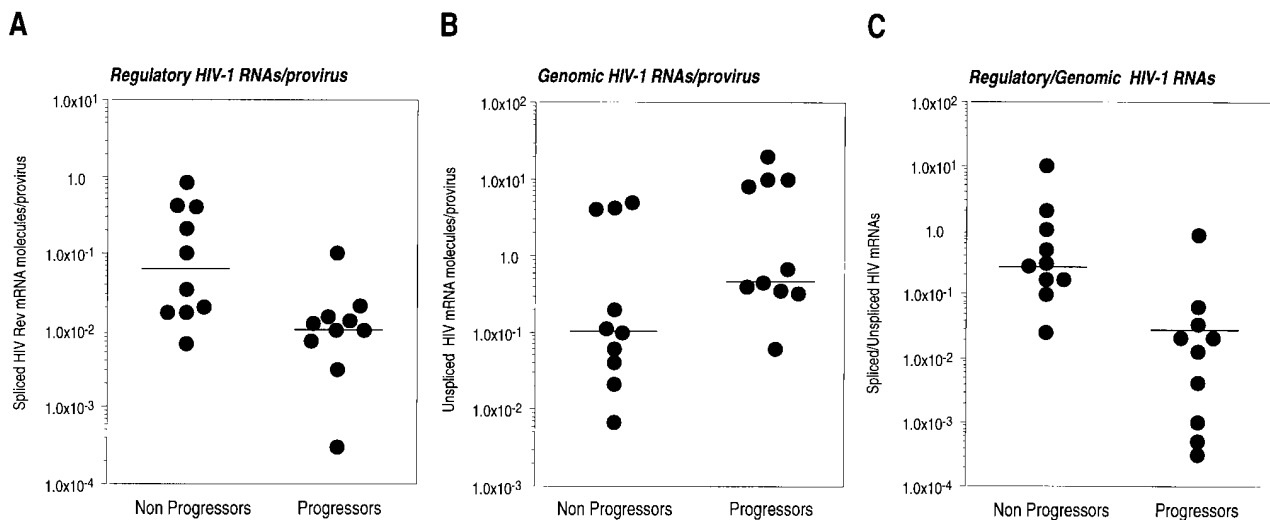 A
Regulatory HIV-1 RNAs/provirus
Spliced HIV Rev mRNA molecules/provirus
1.0x10¹
1.0
1.0x10⁻¹
1.0x10⁻²
1.0x10⁻³
1.0x10⁻⁴
Non Progressors
Progressors
B
Genomic HIV-1 RNAs/provirus
Unspliced HIV mRNA molecules/provirus
1.0x10²
1.0x10¹
1.0
1.0x10⁻¹
1.0x10⁻²
1.0x10⁻³
Non Progressors
Progressors
C
Regulatory/Genomic HIV-1 RNAs
Spliced/Unspliced HIV mRNAs
1.0x10²
1.0x10¹
1.0
1.0x10⁻¹
1.0x10⁻²
1.0x10⁻³
1.0x10⁻⁴
Non Progressors
Progressors